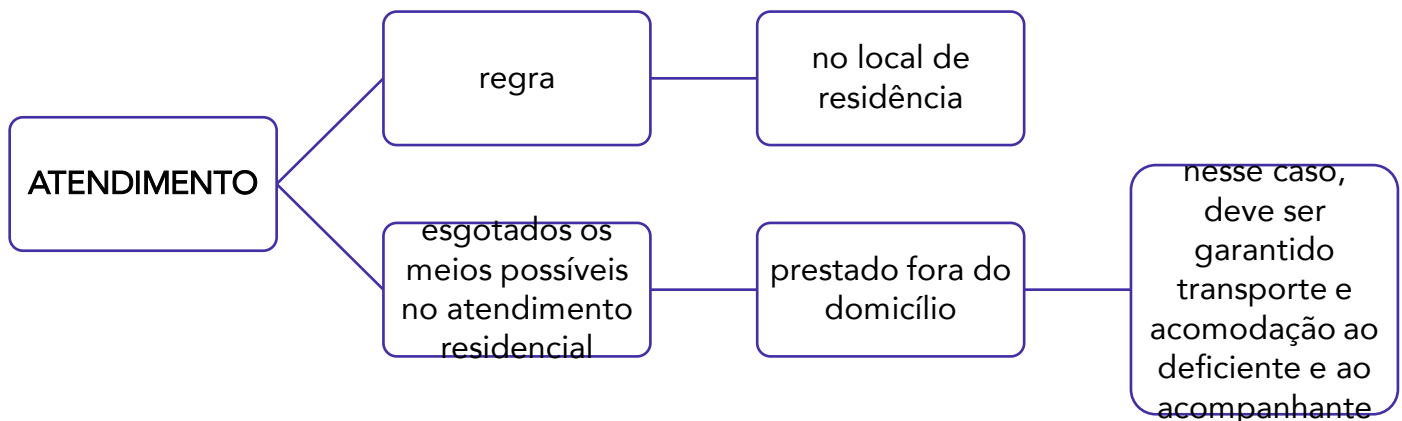 ATENDIMENTO
regra
no local de
residência
esgotados os
meios possíveis
no atendimento
residencial
prestado fora do
domicílio
nesse caso,
deve ser
garantido
transporte e
acomodação ao
deficiente e ao
acompanhante